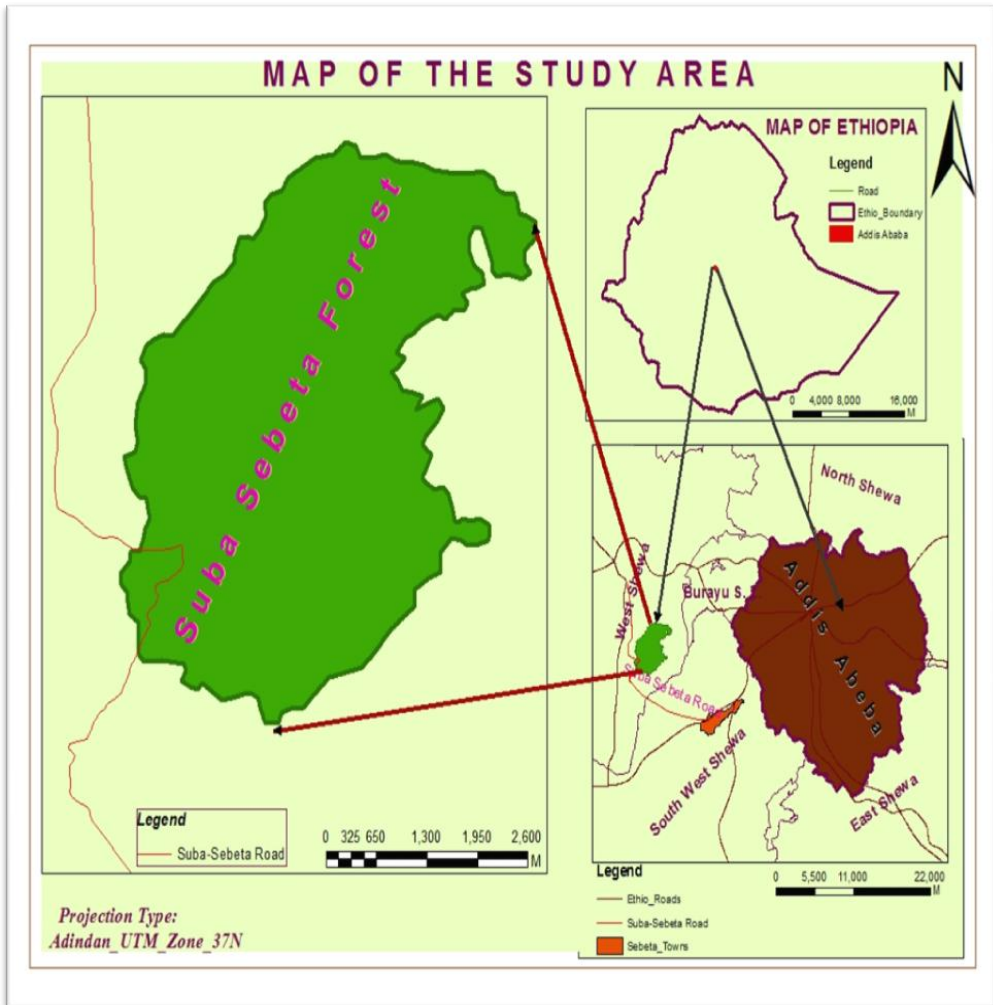 MAP OF THE STUDY AREA
N
Suba Sebeta Forest
Legend
Suba-Sebeta Road
0 325 650 1,300 1,950 2,600
M
Projection Type:
Adindan_UTM_Zone_37N
MAP OF ETHIOPIA
Legend
Road
Ethio_Boundary
Addis Ababa
0 4,000 8,000 16,000
M
North Shewa
West Shewa
Burayu S.
Addis Abeba
Suba Sebeta Road
South West Shewa
East Shewa
0 5,500 11,000 22,000
M
Legend
Ethio_Roads
Suba-Sebeta Road
Sebeta_Towns